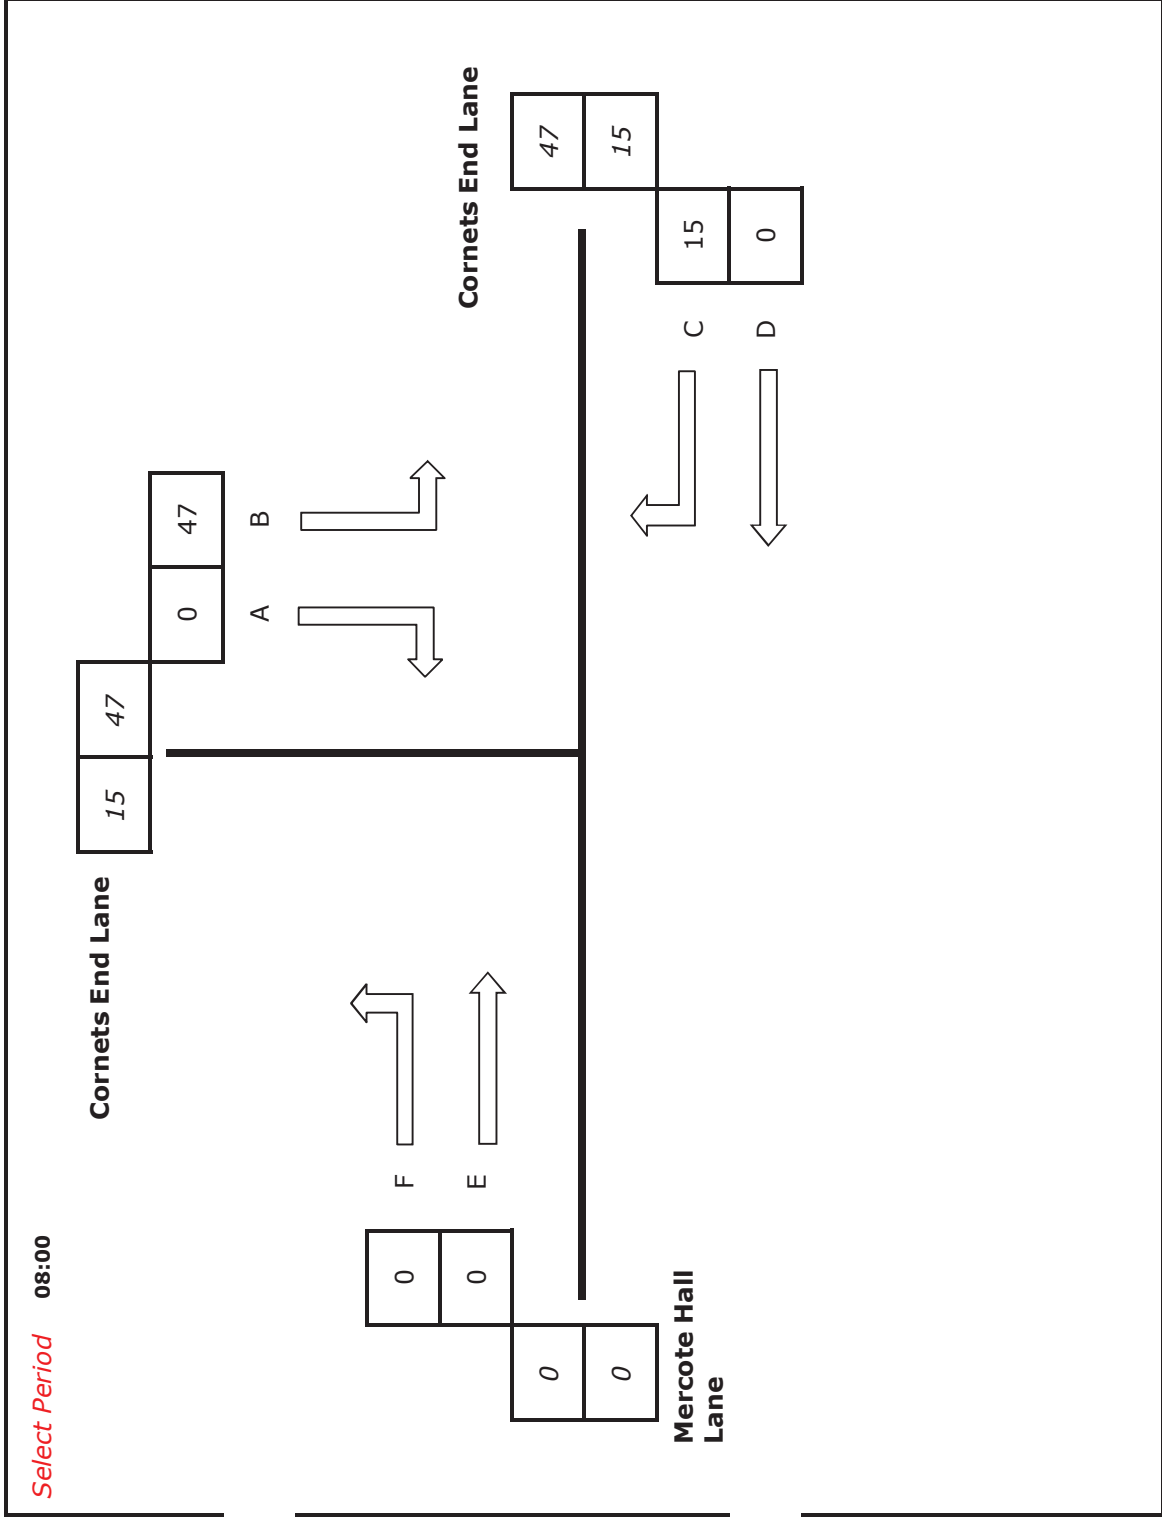 Select Period 08:00
Cornets End Lane
15 47
0 47
A B
0 F
Cornets End Lane
0 E
0 47
0 15
Mercote Hall
Lane
C 15
D 0